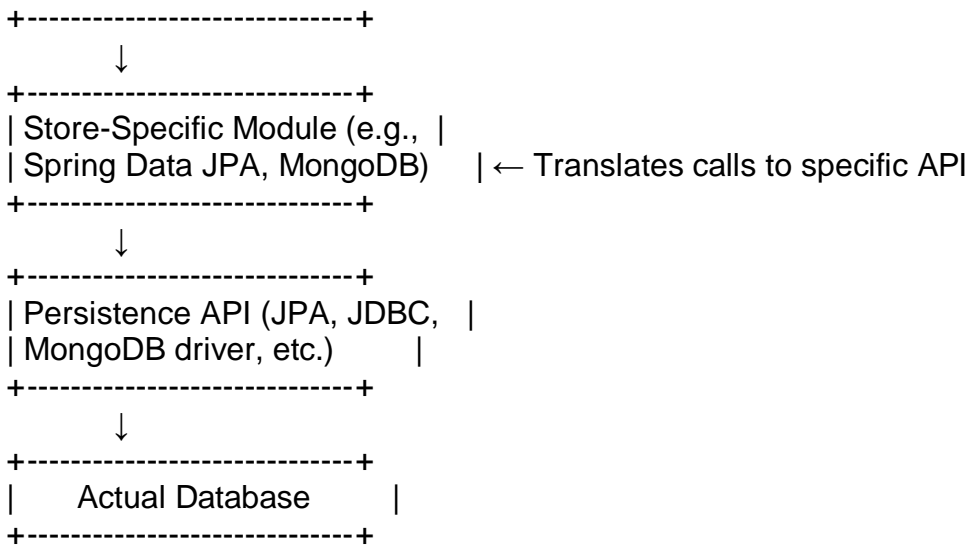 +-----------------------------+
↓
+-----------------------------+
| Store-Specific Module (e.g., |
| Spring Data JPA, MongoDB) | ← Translates calls to specific API
+-----------------------------+
↓
+-----------------------------+
| Persistence API (JPA, JDBC, |
| MongoDB driver, etc.) |
+-----------------------------+
↓
+-----------------------------+
| Actual Database |
+-----------------------------+